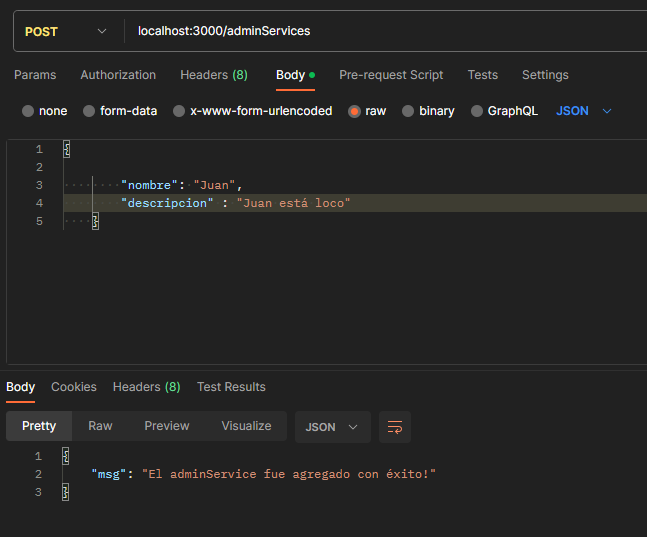 POST localhost:3000/adminServices
Params Authorization Headers (8) Body Pre-request Script Tests Settings
none form-data x-www-form-urlencoded raw binary GraphQL JSON
1 {
2
3 "nombre": "Juan",
4 "descripcion" : "Juan está loco"
5 }
Body Cookies Headers (8) Test Results
Pretty Raw Preview Visualize JSON
1 {
2 "msg": "El adminService fue agregado con éxito!"
3 }